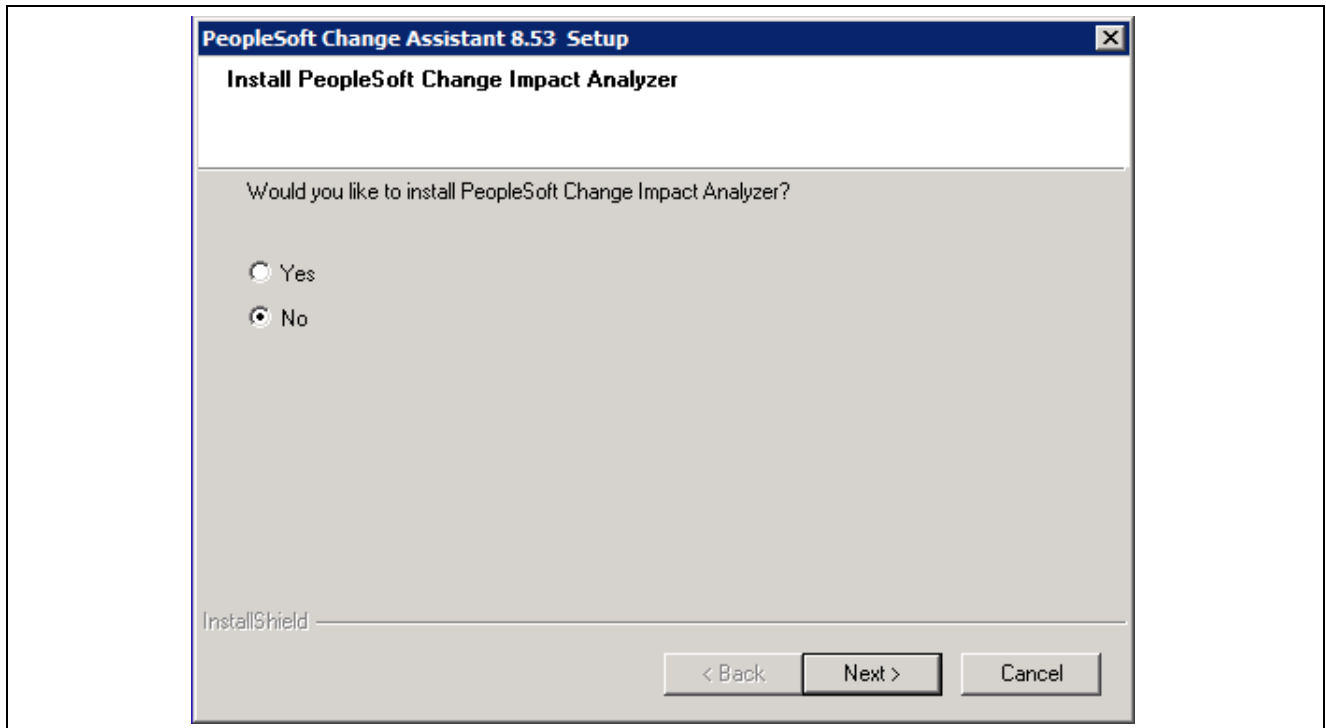 PeopleSoft Change Assistant 8.53 Setup
Install PeopleSoft Change Impact Analyzer
Would you like to install PeopleSoft Change Impact Analyzer?
Yes
No
InstallShield
< Back
Next >
Cancel